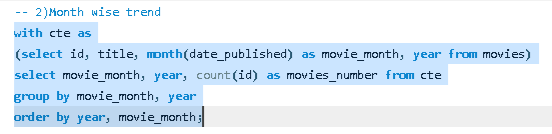 -- 2)Month wise trend
with cte as
(select id, title, month(date_published) as movie_month, year from movies)
select movie_month, year, count(id) as movies_number from cte
group by movie_month, year
order by year, movie_month;